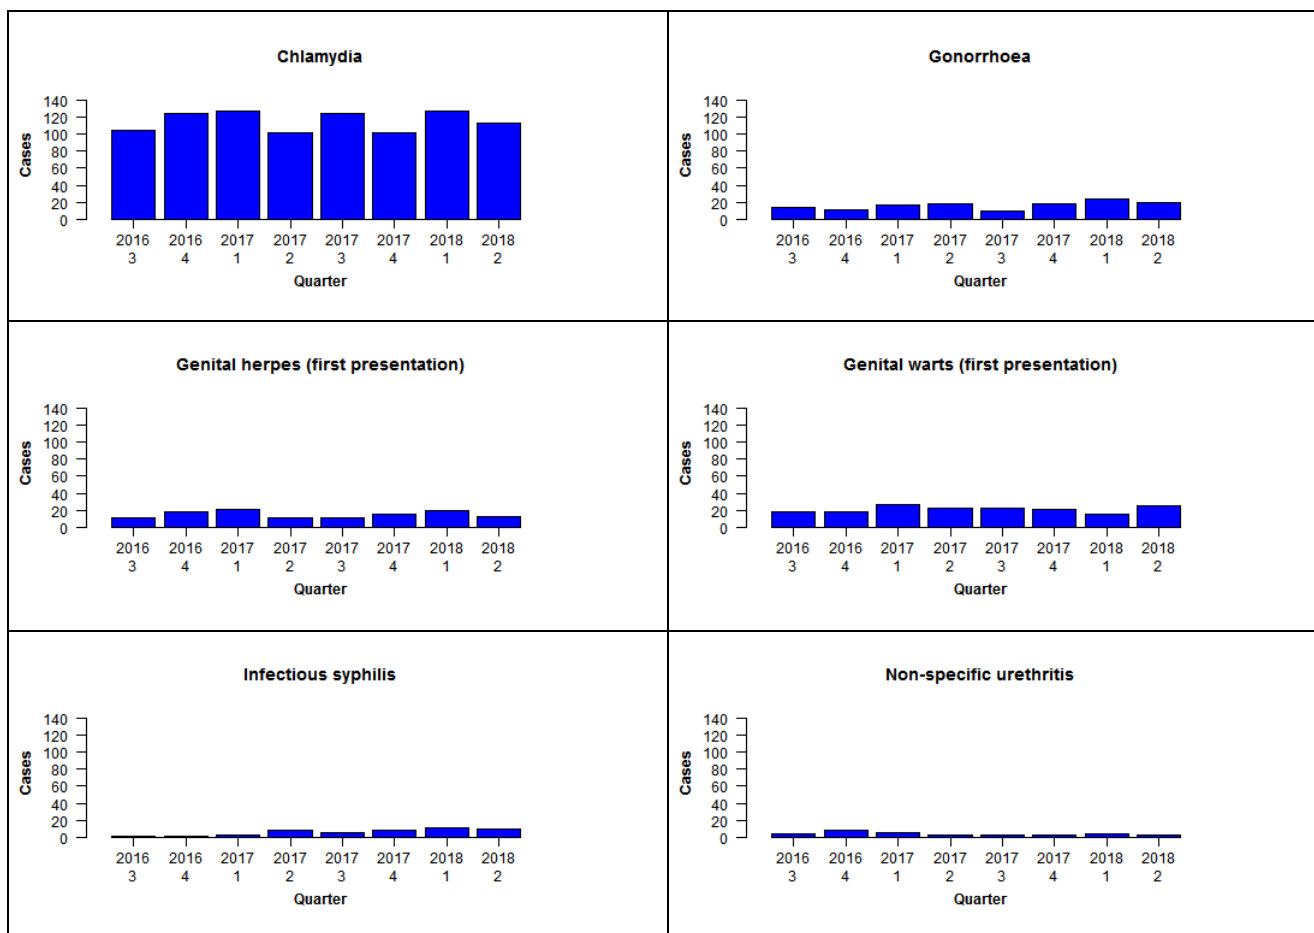 Chlamydia
140
120
100
80
60
40
20
0
Cases
2016 2016 2017 2017 2017 2017 2018 2018
3 4 1 2 3 4 1 2
Quarter
Gonorrhoea
140
120
100
80
60
40
20
0
Cases
2016 2016 2017 2017 2017 2017 2018 2018
3 4 1 2 3 4 1 2
Quarter
Genital herpes (first presentation)
140
120
100
80
60
40
20
0
Cases
2016 2016 2017 2017 2017 2017 2018 2018
3 4 1 2 3 4 1 2
Quarter
Genital warts (first presentation)
140
120
100
80
60
40
20
0
Cases
2016 2016 2017 2017 2017 2017 2018 2018
3 4 1 2 3 4 1 2
Quarter
Infectious syphilis
140
120
100
80
60
40
20
0
Cases
2016 2016 2017 2017 2017 2017 2018 2018
3 4 1 2 3 4 1 2
Quarter
Non-specific urethritis
140
120
100
80
60
40
20
0
Cases
2016 2016 2017 2017 2017 2017 2018 2018
3 4 1 2 3 4 1 2
Quarter